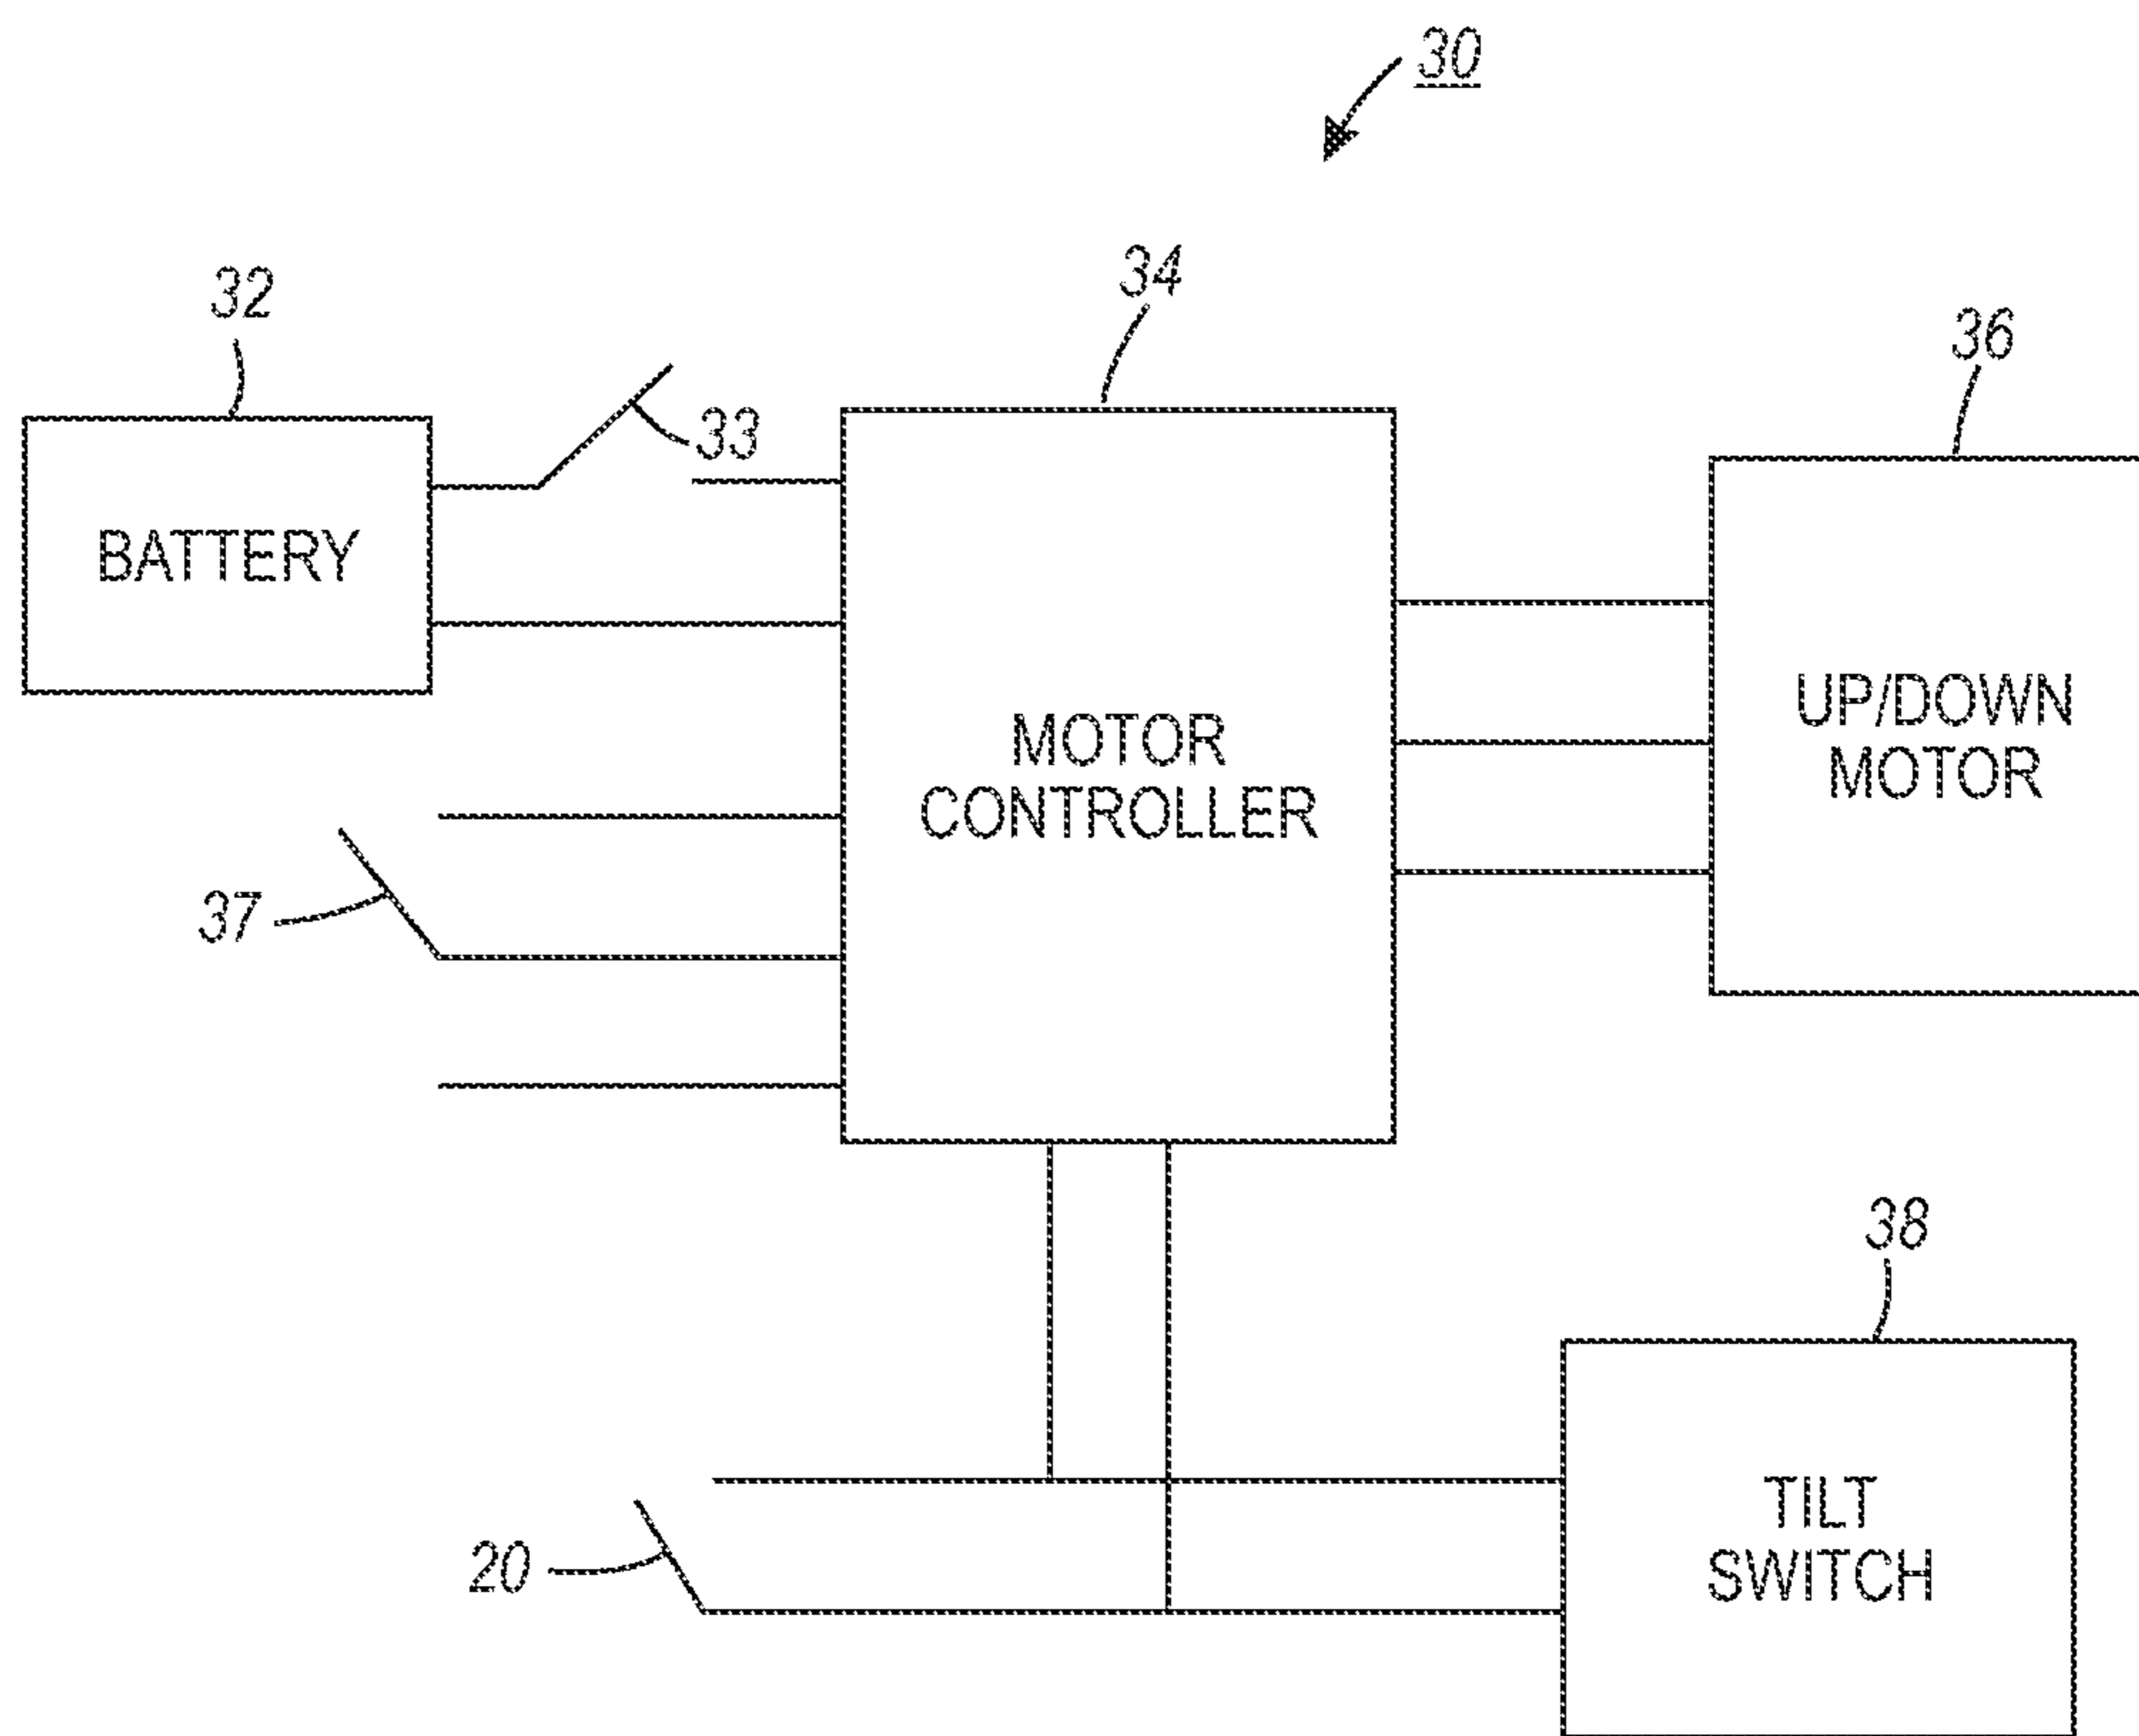 30
34
32
36
33
BATTERY
UP/DOWN
MOTOR
MOTOR
CONTROLLER
37
38
TILT
SWITCH
20